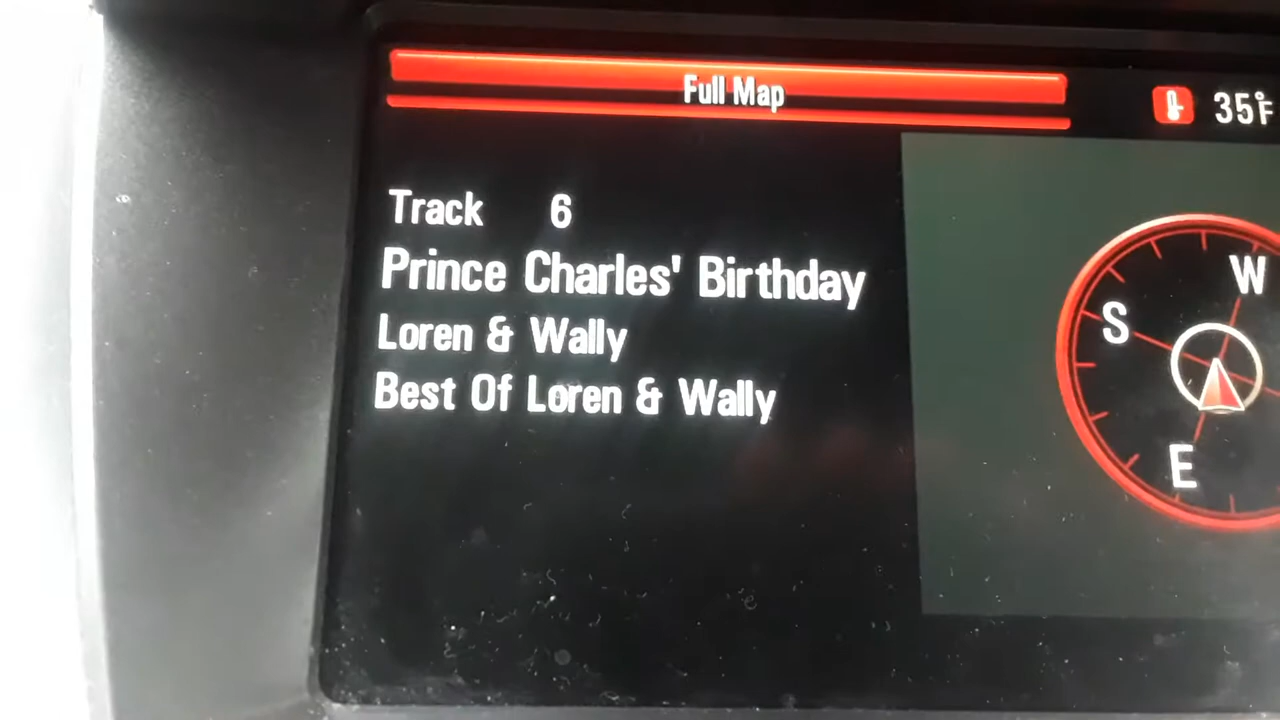 Full Map
35°F
Track 6
Prince Charles' Birthday
Loren & Wally
Best Of Loren & Wally
W
S
E